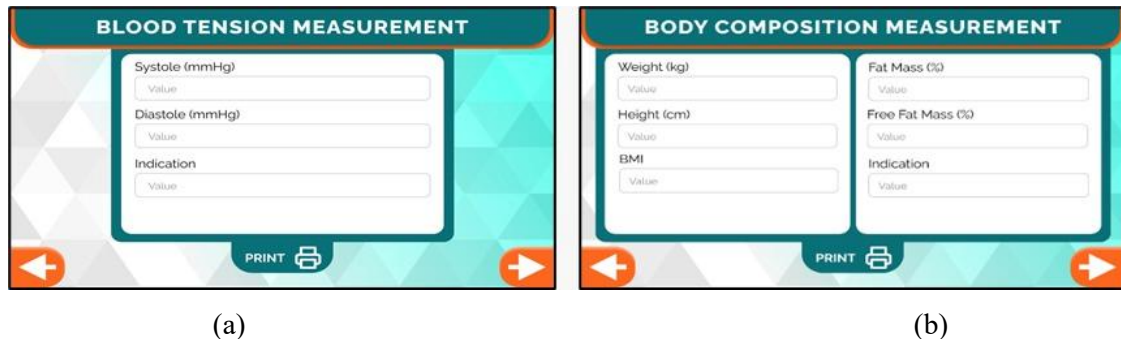 BLOOD TENSION MEASUREMENT
Systole (mmHg)
Value
Diastole (mmHg)
Value
Indication
Value
PRINT
BODY COMPOSITION MEASUREMENT
Weight (kg)
Value
Height (cm)
Value
BMI
Value
Fat Mass (%)
Value
Free Fat Mass (%)
Value
Indication
Value
PRINT
(a)
(b)